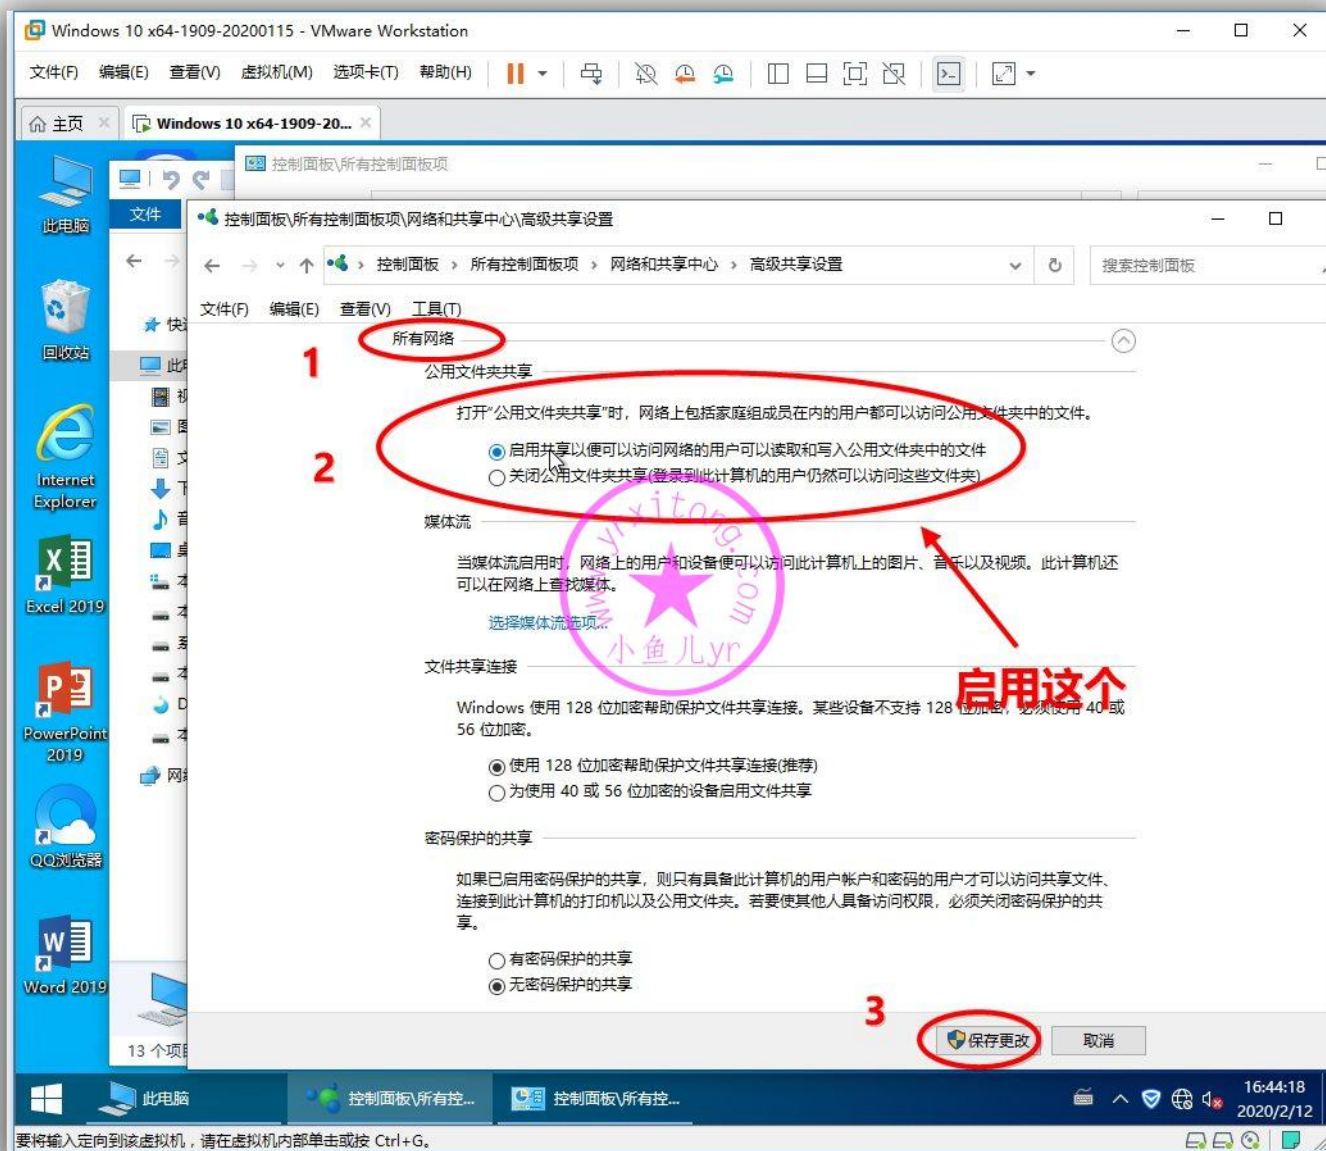 Windows 10 x64-1909-20200115 - VMware Workstation
文件(F) 编辑(E) 查看(V) 虚拟机(M) 选项卡(T) 帮助(H)
主页
Windows 10 x64-1909-20...
控制面板\所有控制面板项
此电脑
文件
控制面板\所有控制面板项\网络和共享中心\高级共享设置
控制面板 › 所有控制面板项 › 网络和共享中心 › 高级共享设置
搜索控制面板
文件(F) 编辑(E) 查看(V) 工具(T)
回收站
所有网络
1
公用文件夹共享
打开“公用文件夹共享”时，网络上包括家庭组成员在内的用户都可以访问公用文件夹中的文件。
2
启用共享以便可以访问网络的用户可以读取和写入公用文件夹中的文件
关闭公用文件夹共享(登录到此计算机的用户仍然可以访问这些文件夹)
Internet
Explorer
媒体流
当媒体流启用时，网络上的用户和设备便可以访问此计算机上的图片、音乐以及视频。此计算机还
可以在网络上查找媒体。
选择媒体流选项...
www.yrxitong.com
小鱼儿yr
Excel 2019
文件共享连接
启用这个
Windows 使用 128 位加密帮助保护文件共享连接。某些设备不支持 128 位加密，必须使用 40 或
56 位加密。
PowerPoint
2019
使用 128 位加密帮助保护文件共享连接(推荐)
为使用 40 或 56 位加密的设备启用文件共享
密码保护的共享
QQ浏览器
如果已启用密码保护的共享，则只有具备此计算机的用户帐户和密码的用户才可以访问共享文件、
连接到此计算机的打印机以及公用文件夹。若要使其他人具备访问权限，必须关闭密码保护的共
享。
有密码保护的共享
无密码保护的共享
Word 2019
3
保存更改
取消
13 个项
此电脑
控制面板\所有控...
控制面板\所有控...
16:44:18
2020/2/12
要将输入定向到该虚拟机，请在虚拟机内部单击或按 Ctrl+G。